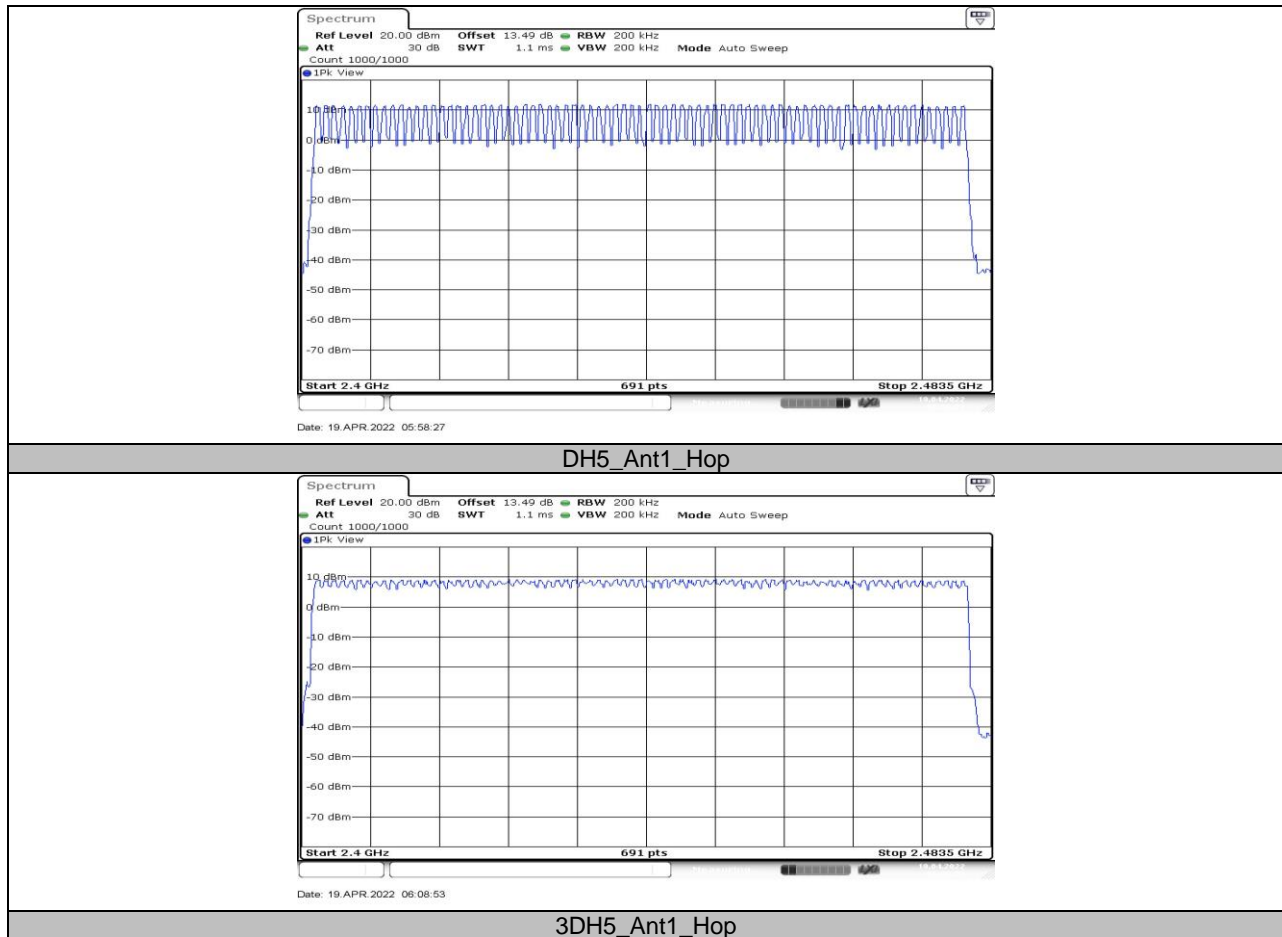 Spectrum
Ref Level 20.00 dBm Offset 13.49 dB RBW 200 kHz
Att 30 dB SWT 1.1 ms VBW 200 kHz Mode Auto Sweep
Count 1000/1000
1Pk View
10 dBm
0 dBm
-10 dBm
-20 dBm
-30 dBm
-40 dBm
-50 dBm
-60 dBm
-70 dBm
Start 2.4 GHz 691 pts Stop 2.4835 GHz
Date: 19.APR.2022 05:58:27
DH5_Ant1_Hop
Spectrum
Ref Level 20.00 dBm Offset 13.49 dB RBW 200 kHz
Att 30 dB SWT 1.1 ms VBW 200 kHz Mode Auto Sweep
Count 1000/1000
1Pk View
10 dBm
0 dBm
-10 dBm
-20 dBm
-30 dBm
-40 dBm
-50 dBm
-60 dBm
-70 dBm
Start 2.4 GHz 691 pts Stop 2.4835 GHz
Date: 19.APR.2022 06:08:53
3DH5_Ant1_Hop